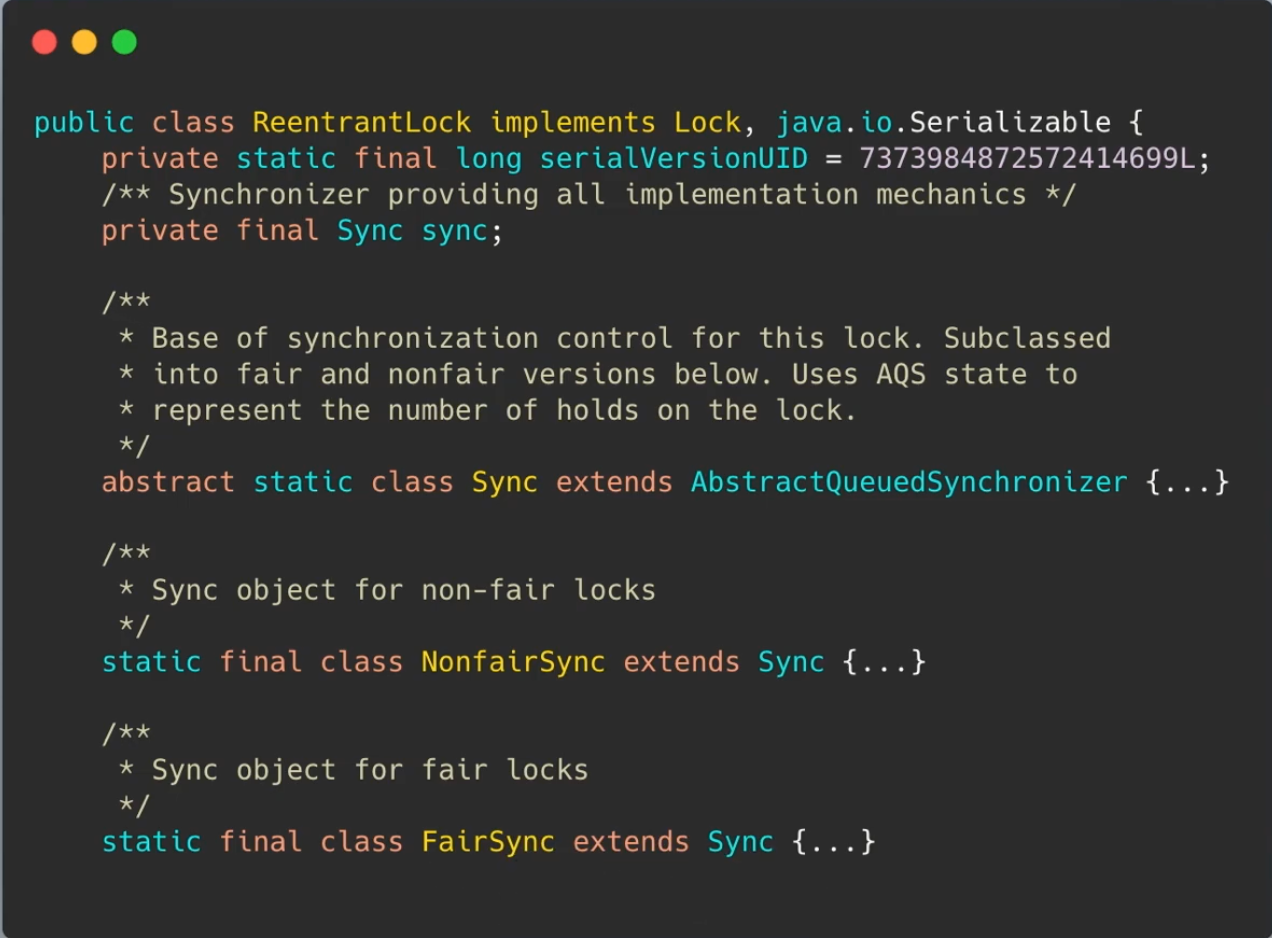 public class ReentrantLock implements Lock, java.io.Serializable {
    private static final long serialVersionUID = 7373984872572414699L;
    /** Synchronizer providing all implementation mechanics */
    private final Sync sync;

    /**
     * Base of synchronization control for this lock. Subclassed
     * into fair and nonfair versions below. Uses AQS state to
     * represent the number of holds on the lock.
     */
    abstract static class Sync extends AbstractQueuedSynchronizer {...}

    /**
     * Sync object for non-fair locks
     */
    static final class NonfairSync extends Sync {...}

    /**
     * Sync object for fair locks
     */
    static final class FairSync extends Sync {...}